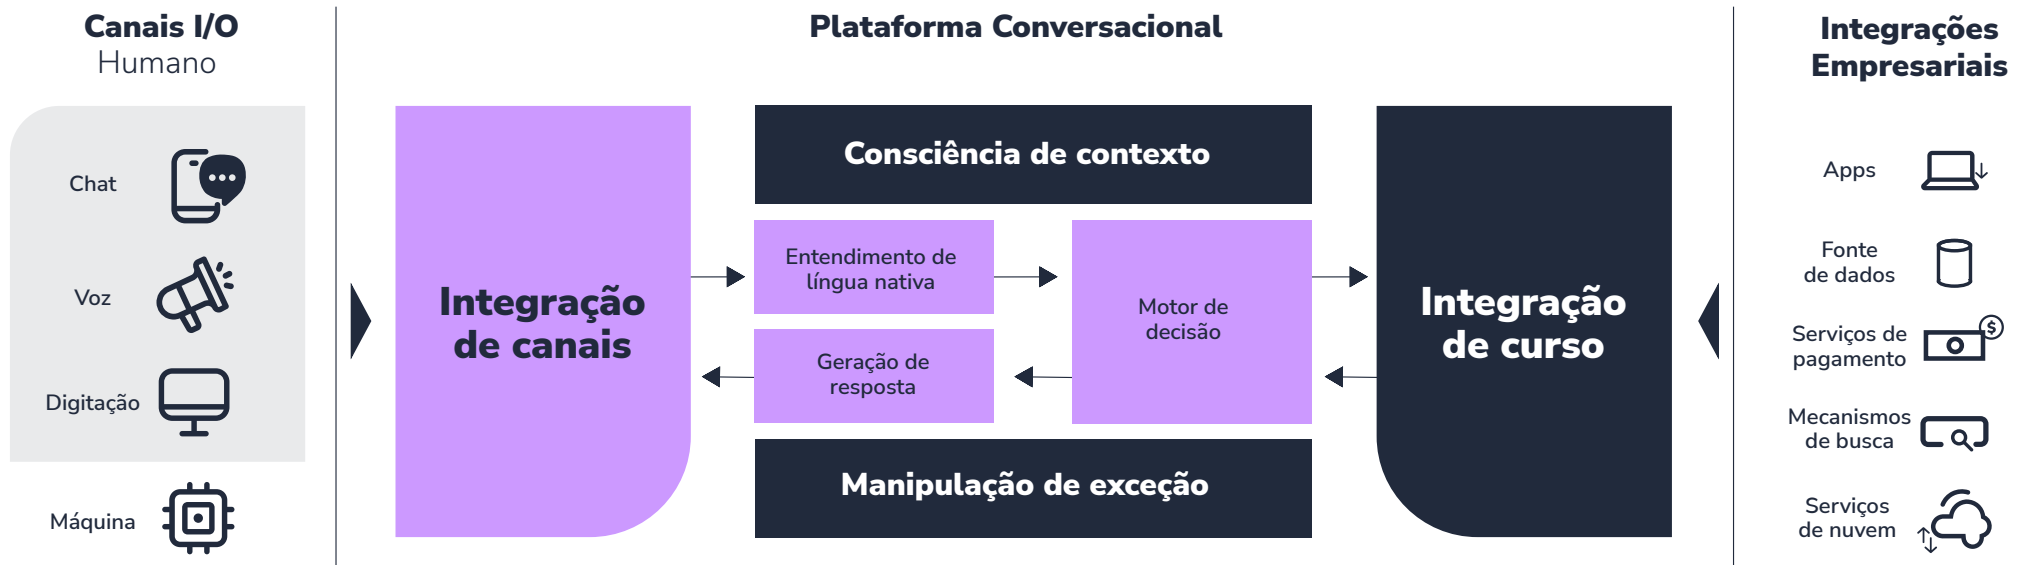 Canais I/O
Humano
Chat
Voz
Digitação
Máquina
Plataforma Conversacional
Integração
de canais
Consciência de contexto
Entendimento de
língua nativa
Geração de
resposta
Motor de
decisão
Manipulação de exceção
Integração
de curso
Integrações
Empresariais
Apps
Fonte
de dados
Serviços de
pagamento
$
Mecanismos
de busca
Serviços
de nuvem